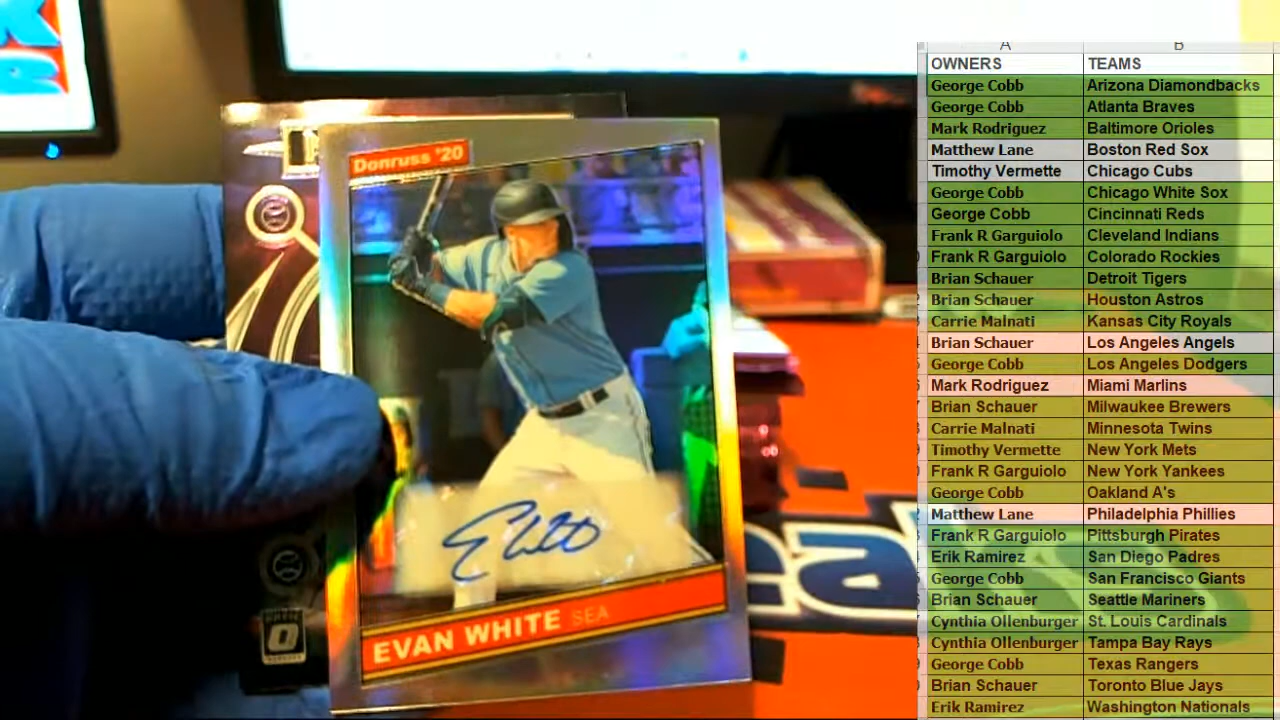 Donruss '20
EVAN WHITE SEA
A B
OWNERS TEAMS
George Cobb Arizona Diamondbacks
George Cobb Atlanta Braves
Mark Rodriguez Baltimore Orioles
Matthew Lane Boston Red Sox
Timothy Vermette Chicago Cubs
George Cobb Chicago White Sox
George Cobb Cincinnati Reds
Frank R Garguiolo Cleveland Indians
Frank R Garguiolo Colorado Rockies
Brian Schauer Detroit Tigers
Brian Schauer Houston Astros
Carrie Malnati Kansas City Royals
Brian Schauer Los Angeles Angels
George Cobb Los Angeles Dodgers
Mark Rodriguez Miami Marlins
Brian Schauer Milwaukee Brewers
Carrie Malnati Minnesota Twins
Timothy Vermette New York Mets
Frank R Garguiolo New York Yankees
George Cobb Oakland A's
Matthew Lane Philadelphia Phillies
Frank R Garguiolo Pittsburgh Pirates
Erik Ramirez San Diego Padres
George Cobb San Francisco Giants
Brian Schauer Seattle Mariners
Cynthia Ollenburger St. Louis Cardinals
Cynthia Ollenburger Tampa Bay Rays
George Cobb Texas Rangers
Brian Schauer Toronto Blue Jays
Erik Ramirez Washington Nationals